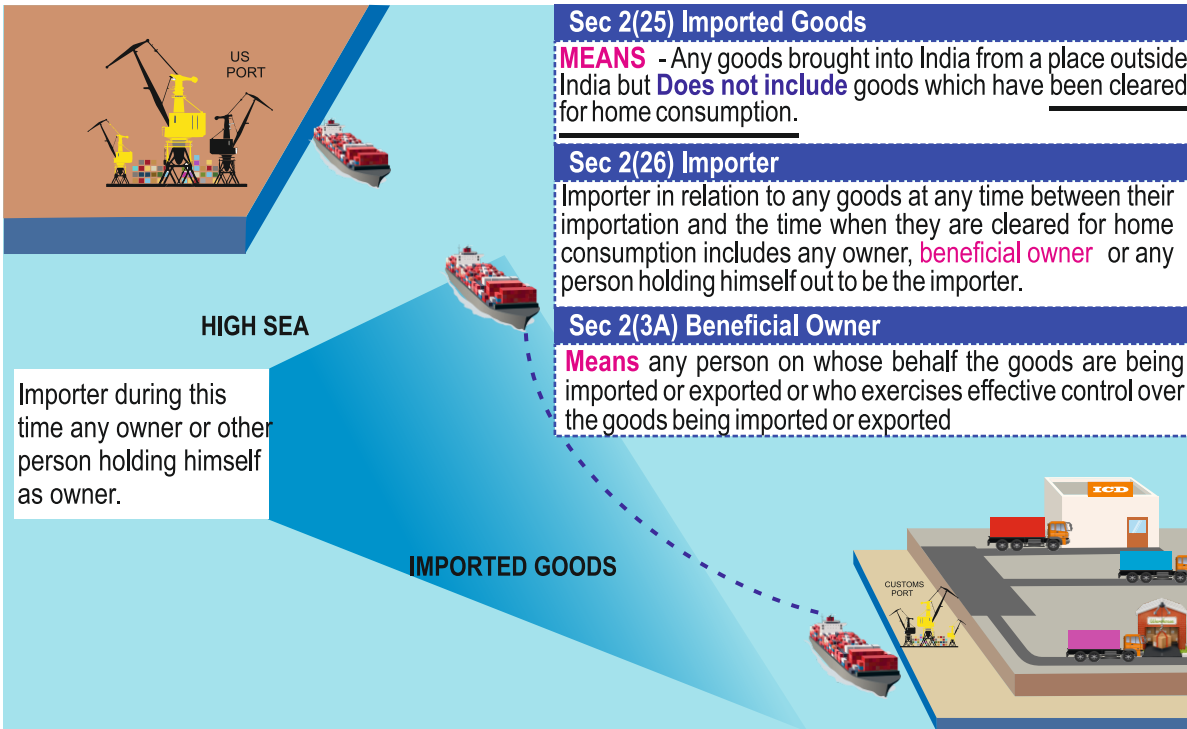 US
PORT
Sec 2(25) Imported Goods
MEANS - Any goods brought into India from a place outside
India but Does not include goods which have been cleared
for home consumption.
Sec 2(26) Importer
Importer in relation to any goods at any time between their
importation and the time when they are cleared for home
consumption includes any owner, beneficial owner or any
person holding himself out to be the importer.
Sec 2(3A) Beneficial Owner
Means any person on whose behalf the goods are being
imported or exported or who exercises effective control over
the goods being imported or exported
HIGH SEA
Importer during this
time any owner or other
person holding himself
as owner.
IMPORTED GOODS
ICD
CUSTOMS
PORT